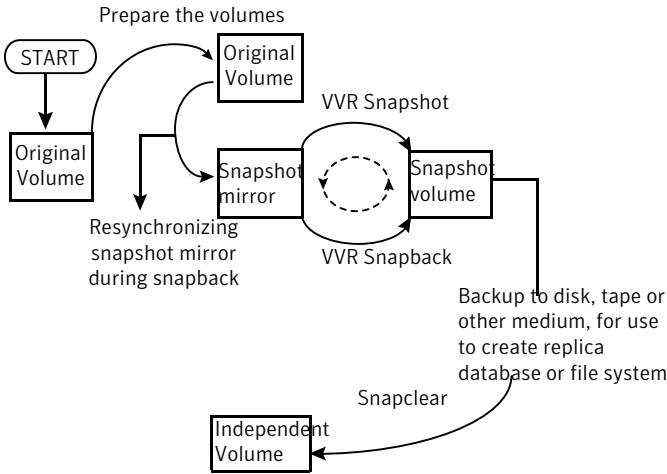 Prepare the volumes
START
Original
Volume
Original
Volume
VVR Snapshot
Snapshot
mirror
Snapshot
volume
Resynchronizing
snapshot mirror
during snapback
VVR Snapback
Backup to disk, tape or
other medium, for use
to create replica
database or file system
Snapclear
Independent
Volume